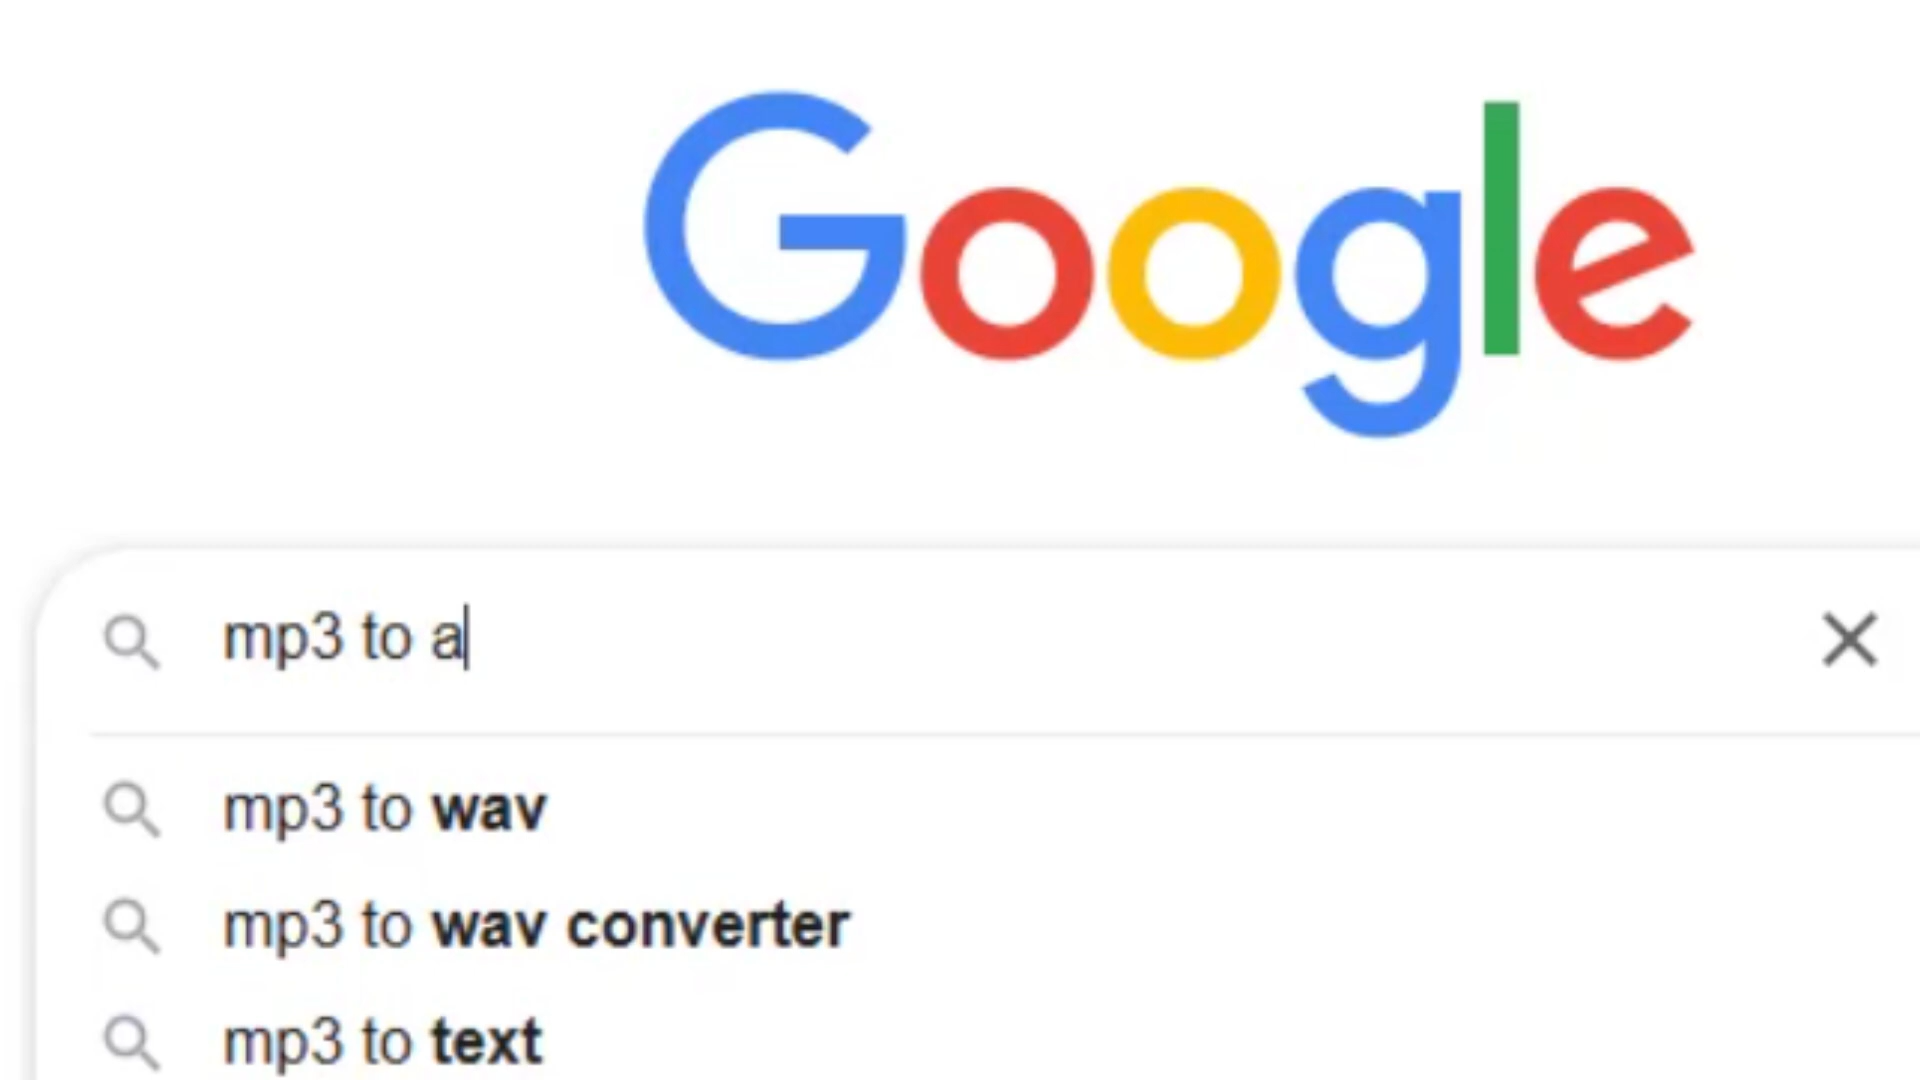 Google
mp3 to a
mp3 to wav
mp3 to wav converter
mp3 to text